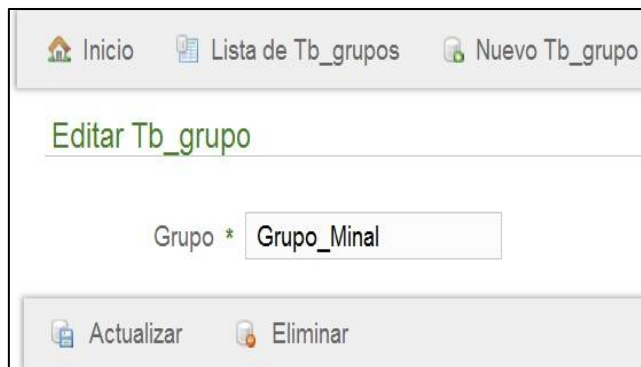 Inicio Lista de Tb_grupos Nuevo Tb_grupo
Editar Tb_grupo
Grupo * Grupo_Minal
Actualizar Eliminar